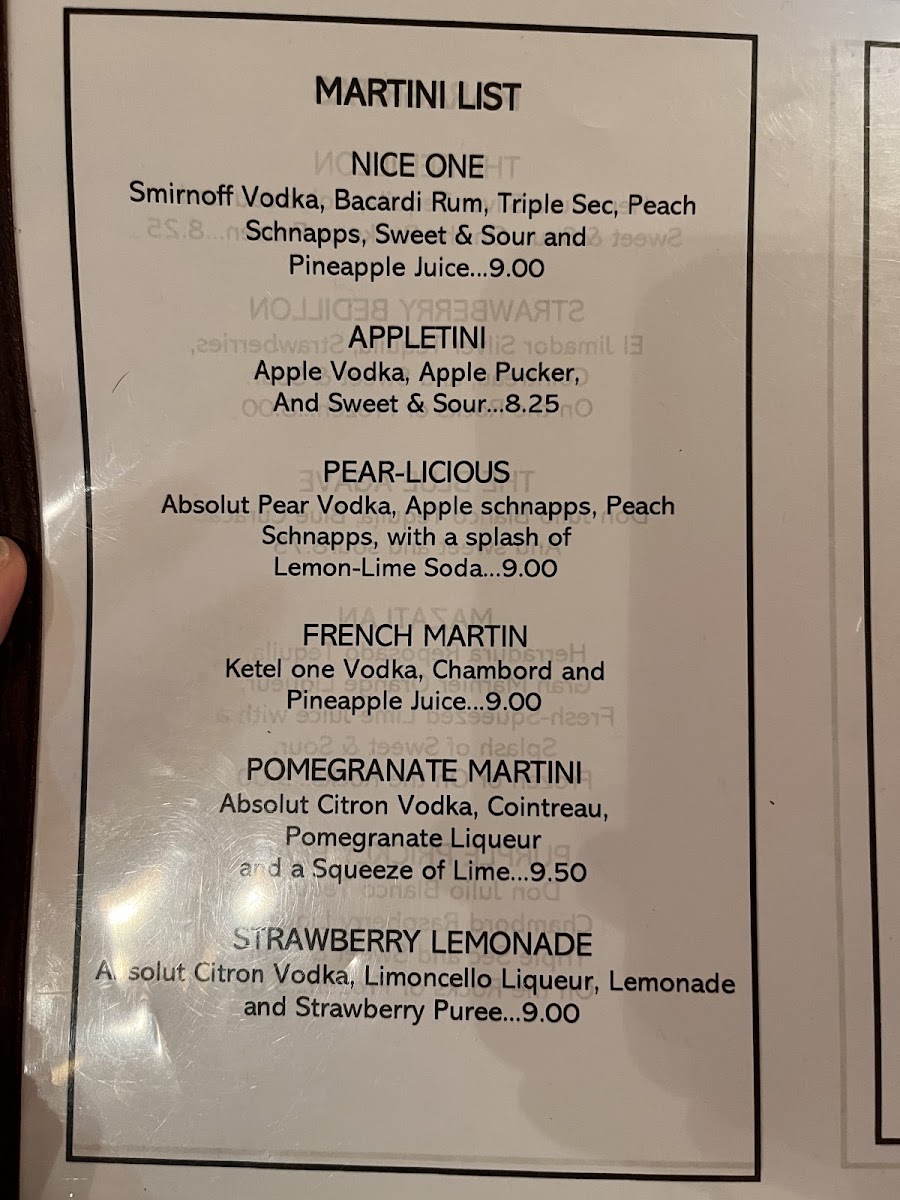 MARTINI LIST
NICE ONE
Smirnoff Vodka, Bacardi Rum, Triple Sec, Peach
Schnapps, Sweet & Sour and
Pineapple Juice...9.00
APPLETINI
Apple Vodka, Apple Pucker,
And Sweet & Sour...8.25
PEAR-LICIOUS
Absolut Pear Vodka, Apple schnapps, Peach
Schnapps, with a splash of
Lemon-Lime Soda...9.00
FRENCH MARTIN
Ketel one Vodka, Chambord and
Pineapple Juice...9.00
POMEGRANATE MARTINI
Absolut Citron Vodka, Cointreau,
Pomegranate Liqueur
and a Squeeze of Lime...9.50
STRAWBERRY LEMONADE
Absolut Citron Vodka, Limoncello Liqueur, Lemonade
and Strawberry Puree...9.00